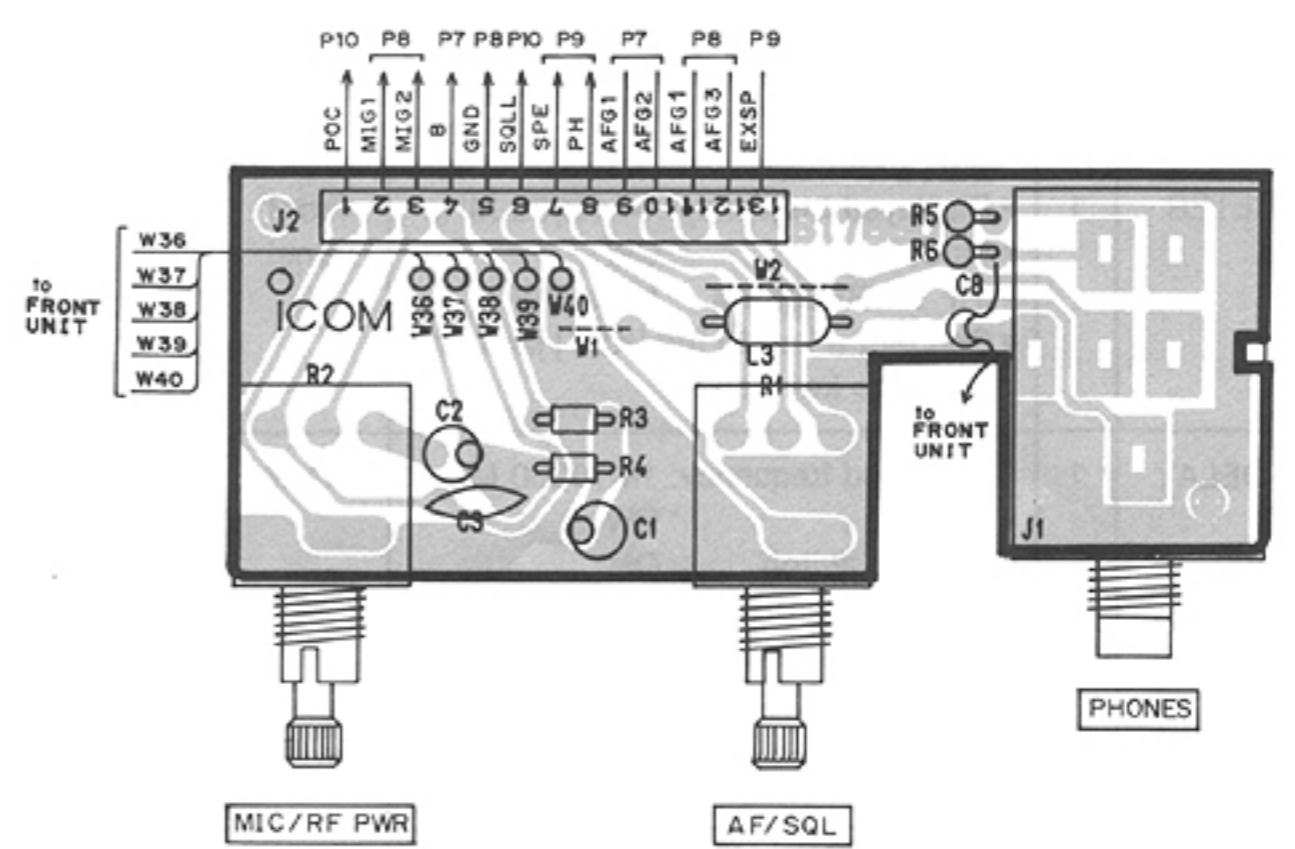 P10 P8 P7 P8 P10 P9 P7 P8 P9
POC MIG1 MIG2 8 GND SQLL SPE PH AFG1 AFG2 AFG1 AFG3 EXSP
J2 1 2 3 4 5 6 7 8 9 10 11 12 13
R5
R6
W36
W37
W38
W39
W40
to
FRONT
UNIT
ICOM
W36 W37 W38 W39 W40
W1
W2
L3
C8
R2
R1
C2
R3
R4
C3
C1
to
FRONT
UNIT
J1
PHONES
MIC/RF PWR
AF/SQL